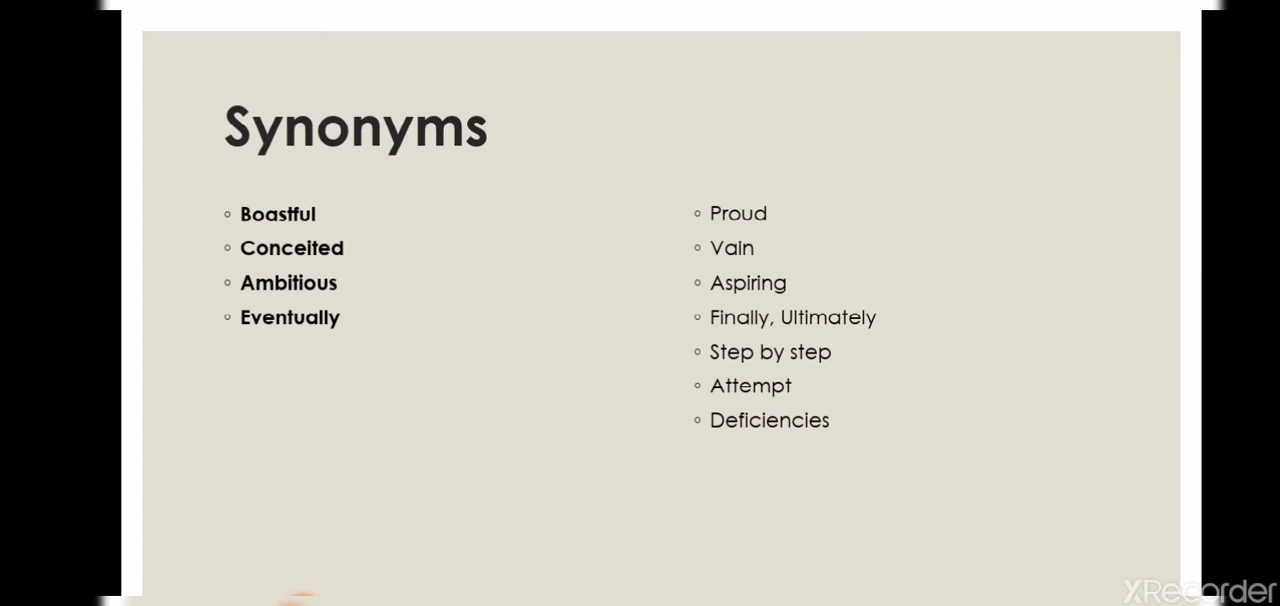 Synonyms
Boastful
Conceited
Ambitious
Eventually
Proud
Vain
Aspiring
Finally, Ultimately
Step by step
Attempt
Deficiencies
XRecorder